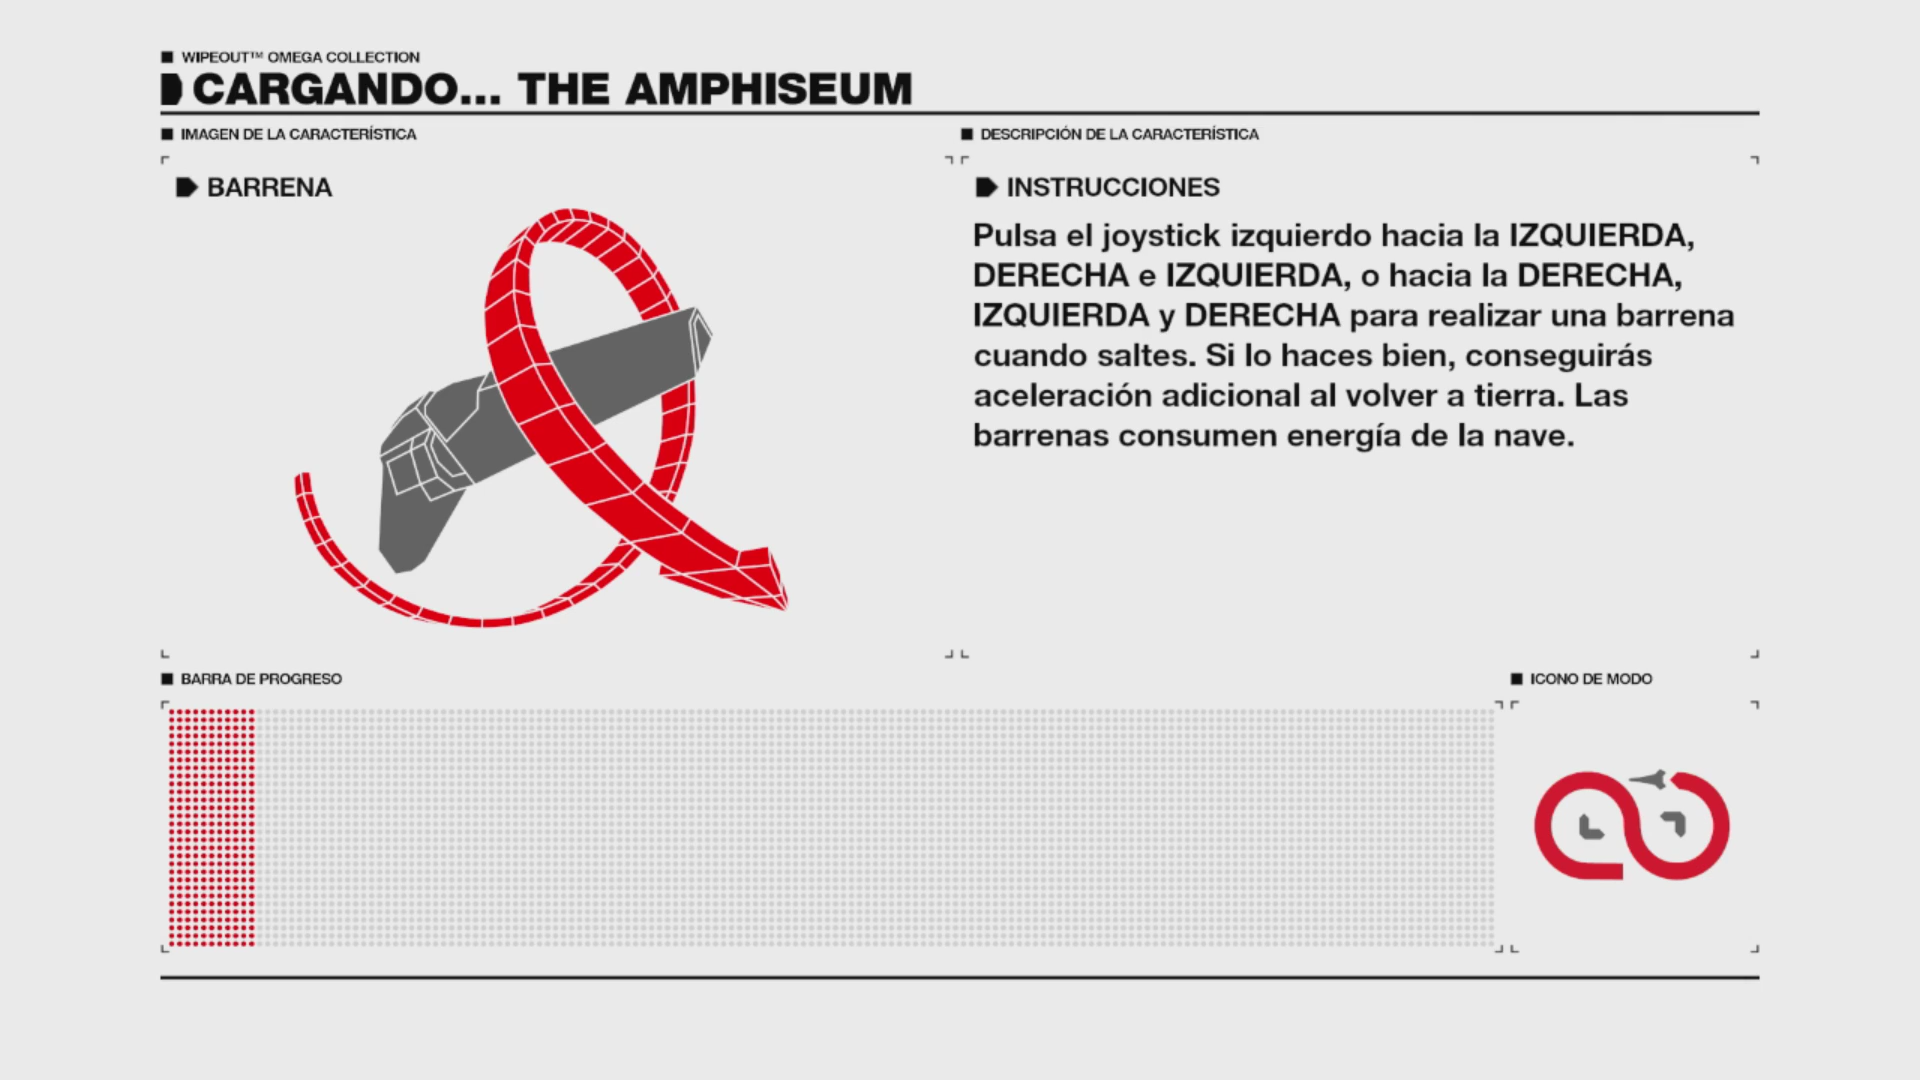 WIPEOUT™ OMEGA COLLECTION
CARGANDO... THE AMPHISEUM
IMAGEN DE LA CARACTERÍSTICA
BARRENA
DESCRIPCIÓN DE LA CARACTERÍSTICA
INSTRUCCIONES
Pulsa el joystick izquierdo hacia la IZQUIERDA,
DERECHA e IZQUIERDA, o hacia la DERECHA,
IZQUIERDA y DERECHA para realizar una barrena
cuando saltes. Si lo haces bien, conseguirás
aceleración adicional al volver a tierra. Las
barrenas consumen energía de la nave.
BARRA DE PROGRESO
ICONO DE MODO